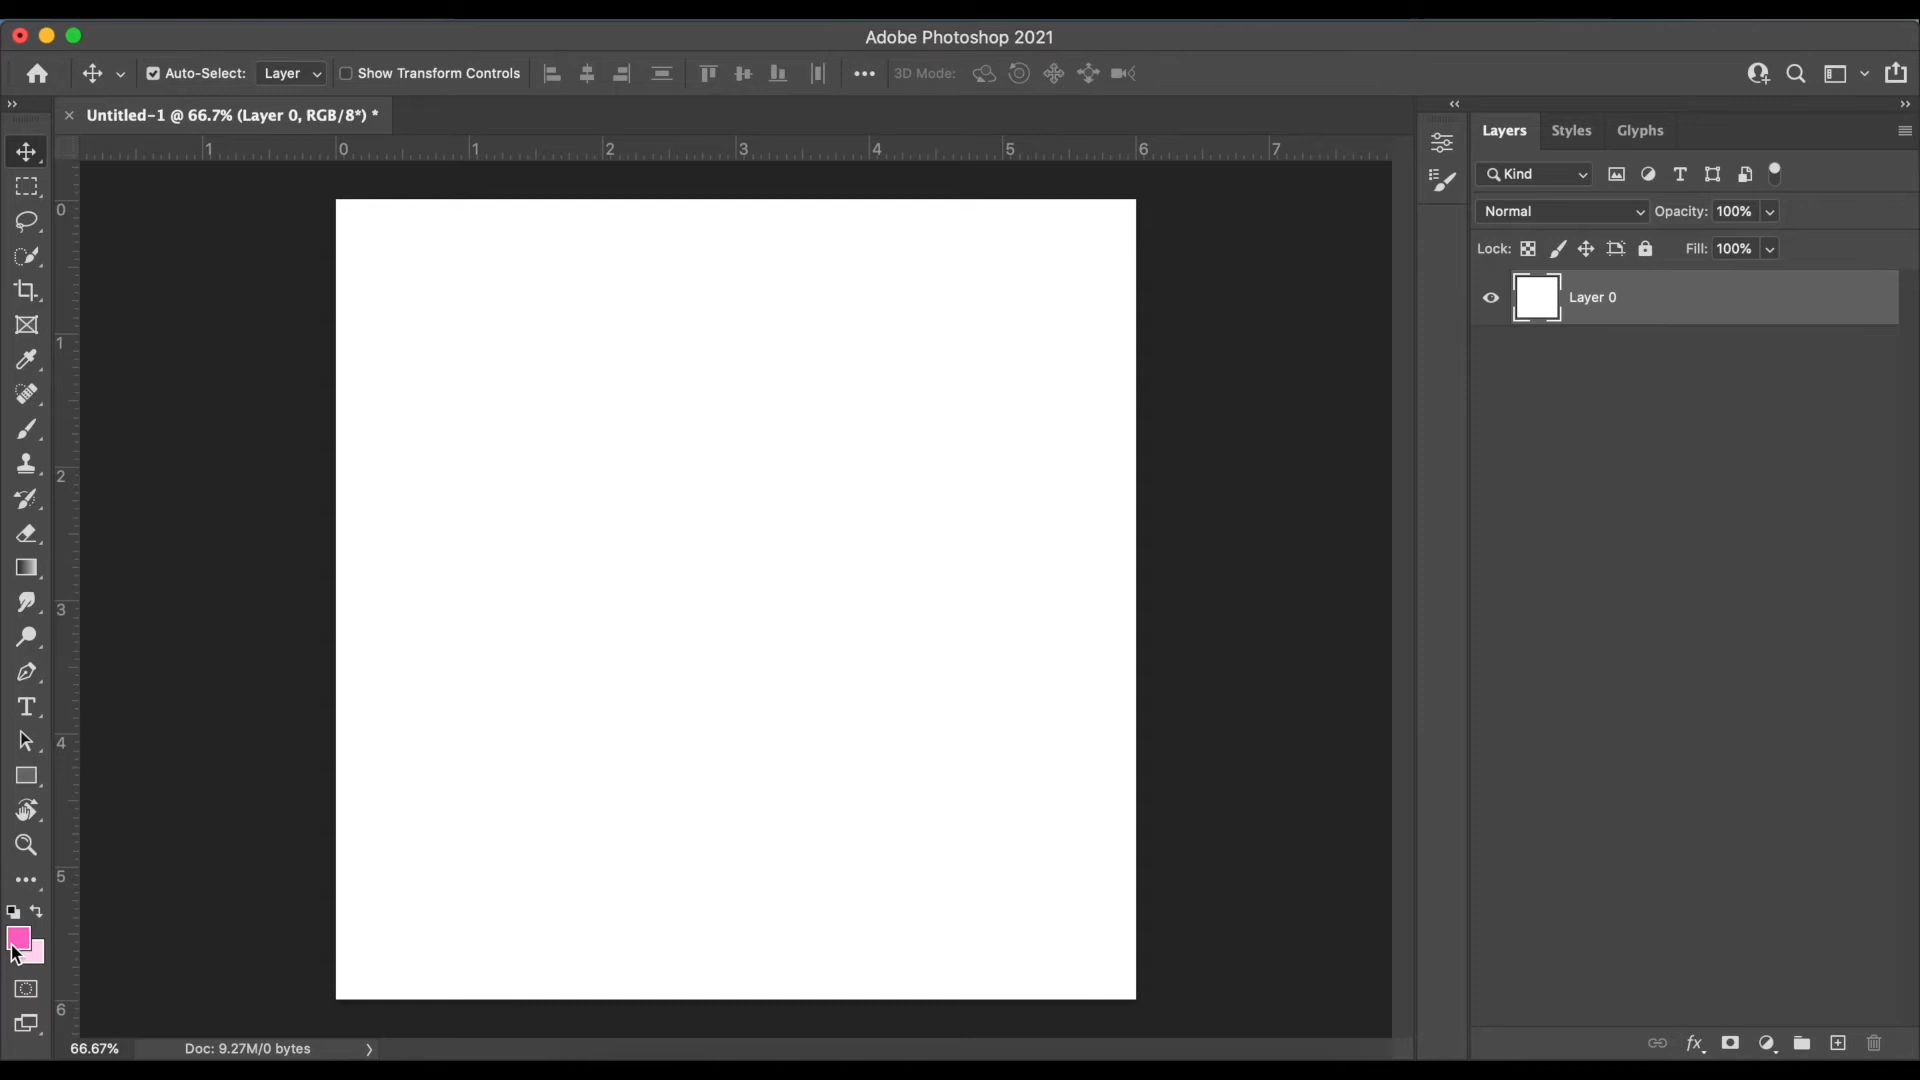 Adobe Photoshop 2021
Auto-Select: Layer Show Transform Controls 3D Mode:
Untitled-1 @ 66.7% (Layer 0, RGB/8*) *
1 0 1 2 3 4 5 6 7
0
1
2
3
4
5
6
Layers Styles Glyphs
Kind
Normal Opacity: 100%
Lock: Fill: 100%
Layer 0
66.67% Doc: 9.27M/0 bytes
fx